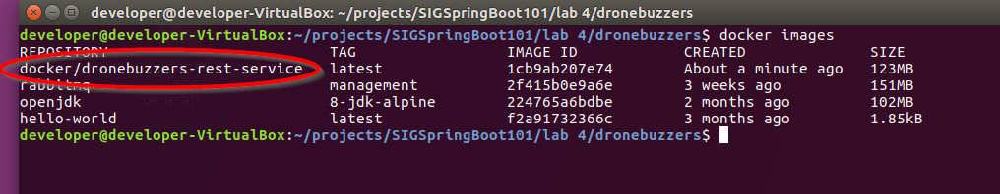 developer@developer-VirtualBox: ~/projects/SIGSpringBoot101/lab 4/dronebuzzers
developer@developer-VirtualBox:~/projects/SIGSpringBoot101/lab 4/dronebuzzers$ docker images
REPOSITORY TAG IMAGE ID CREATED SIZE
docker/dronebuzzers-rest-service latest 1cb9ab207e74 About a minute ago 123MB
rabbitmq management 2f415b0e9a6e 3 weeks ago 151MB
openjdk 8-jdk-alpine 224765a6bdbe 2 months ago 102MB
hello-world latest f2a91732366c 3 months ago 1.85kB
developer@developer-VirtualBox:~/projects/SIGSpringBoot101/lab 4/dronebuzzers$